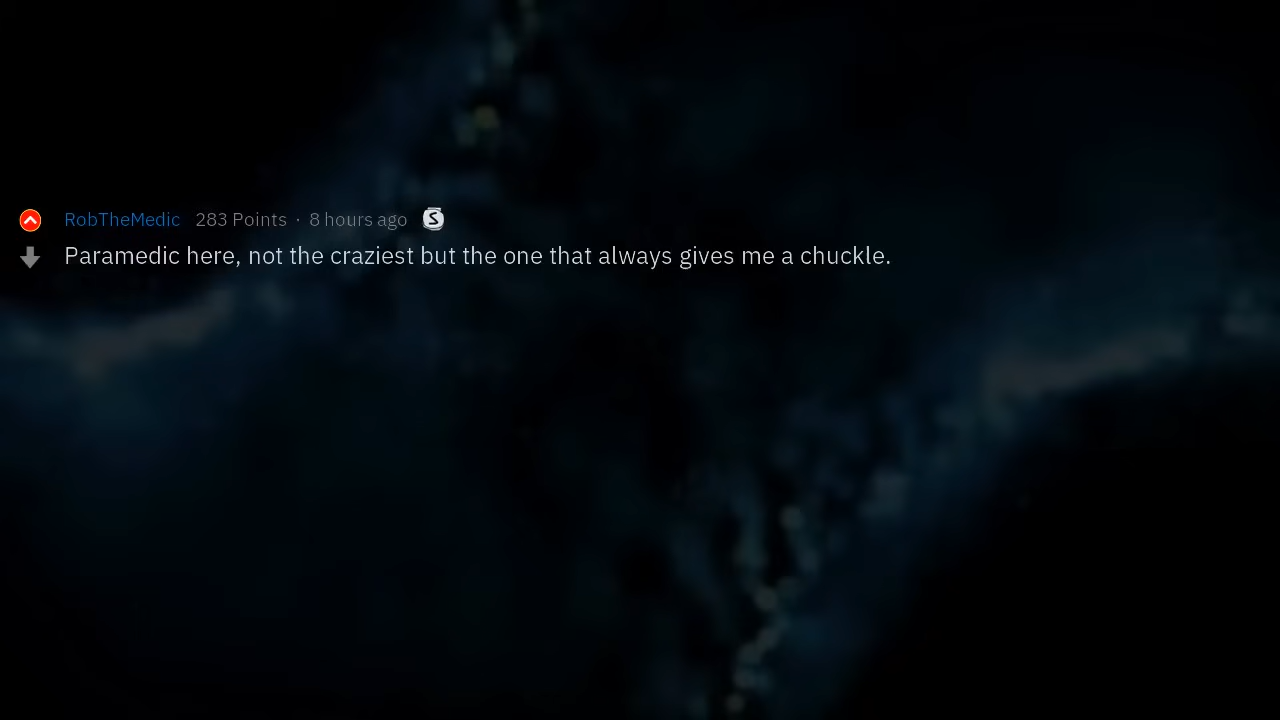 RobTheMedic 283 Points · 8 hours ago S
Paramedic here, not the craziest but the one that always gives me a chuckle.